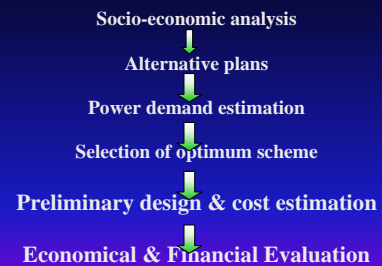 Socio-economic analysis
Alternative plans
Power demand estimation
Selection of optimum scheme
Preliminary design & cost estimation
Economical & Financial Evaluation